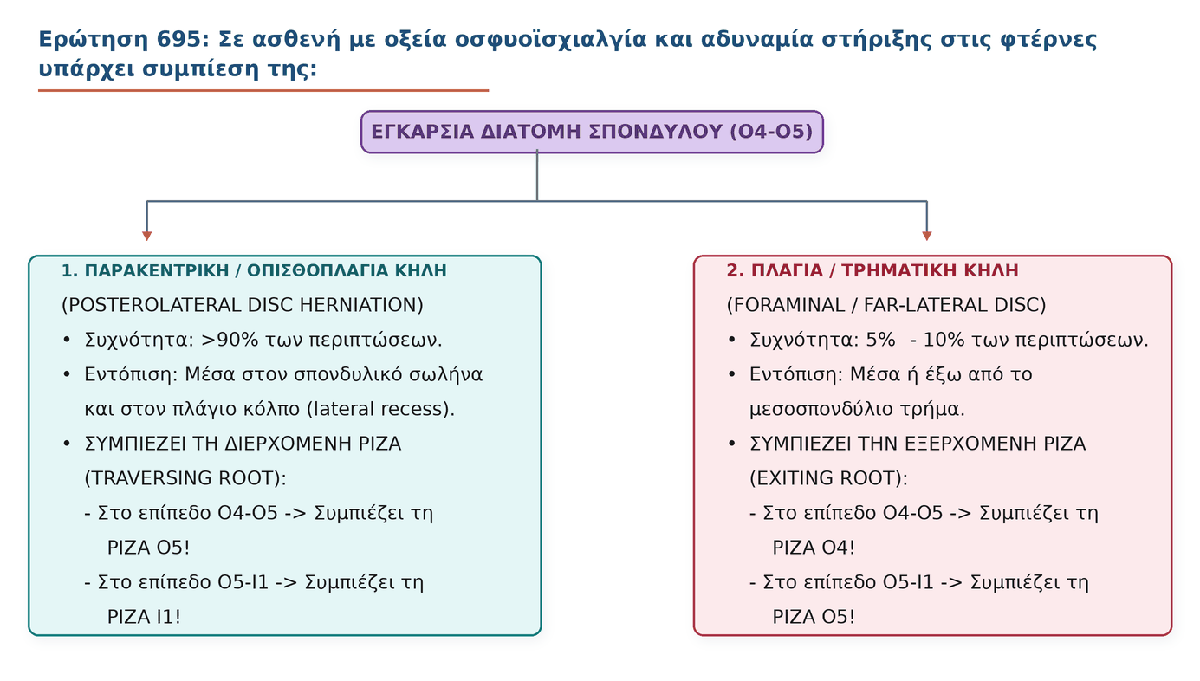 Ερώτηση 695: Σε ασθενή με οξεία οσφυοϊσχιαλγία και αδυναμία στήριξης στις φτέρνες
υπάρχει συμπίεση της:
ΕΓΚΑΡΣΙΑ ΔΙΑΤΟΜΗ ΣΠΟΝΔΥΛΟΥ (Ο4-Ο5)
1. ΠΑΡΑΚΕΝΤΡΙΚΗ / ΟΠΙΣΘΟΠΛΑΓΙΑ ΚΗΛΗ
(POSTEROLATERAL DISC HERNIATION)
• Συχνότητα: >90% των περιπτώσεων.
• Εντόπιση: Μέσα στον σπονδυλικό σωλήνα
και στον πλάγιο κόλπο (lateral recess).
• ΣΥΜΠΙΕΖΕΙ ΤΗ ΔΙΕΡΧΟΜΕΝΗ ΡΙΖΑ
(TRAVERSING ROOT):
- Στο επίπεδο Ο4-Ο5 -> Συμπιέζει τη
ΡΙΖΑ Ο5!
- Στο επίπεδο Ο5-Ι1 -> Συμπιέζει τη
ΡΙΖΑ Ι1!
2. ΠΛΑΓΙΑ / ΤΡΗΜΑΤΙΚΗ ΚΗΛΗ
(FORAMINAL / FAR-LATERAL DISC)
• Συχνότητα: 5% - 10% των περιπτώσεων.
• Εντόπιση: Μέσα ή έξω από το
μεσοσπονδύλιο τρήμα.
• ΣΥΜΠΙΕΖΕΙ ΤΗΝ ΕΞΕΡΧΟΜΕΝΗ ΡΙΖΑ
(EXITING ROOT):
- Στο επίπεδο Ο4-Ο5 -> Συμπιέζει τη
ΡΙΖΑ Ο4!
- Στο επίπεδο Ο5-Ι1 -> Συμπιέζει τη
ΡΙΖΑ Ο5!